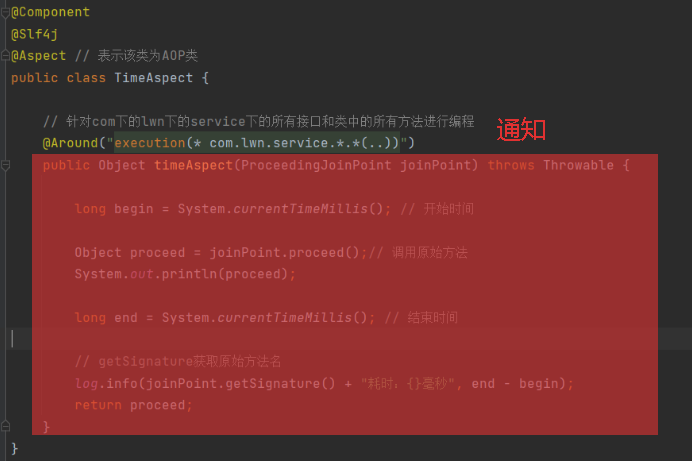 @Component
@Slf4j
@Aspect // 表示该类为AOP类
public class TimeAspect {
// 针对com下的lwn下的service下的所有接口和类中的所有方法进行编程
通知
@Around("execution(* com.lwn.service.*.*(..))")
public Object timeAspect(ProceedingJoinPoint joinPoint) throws Throwable {
long begin = System.currentTimeMillis(); // 开始时间
Object proceed = joinPoint.proceed();// 调用原始方法
System.out.println(proceed);
long end = System.currentTimeMillis(); // 结束时间
// getSignature获取原始方法名
log.info(joinPoint.getSignature() + "耗时：{}毫秒", end - begin);
return proceed;
}
}